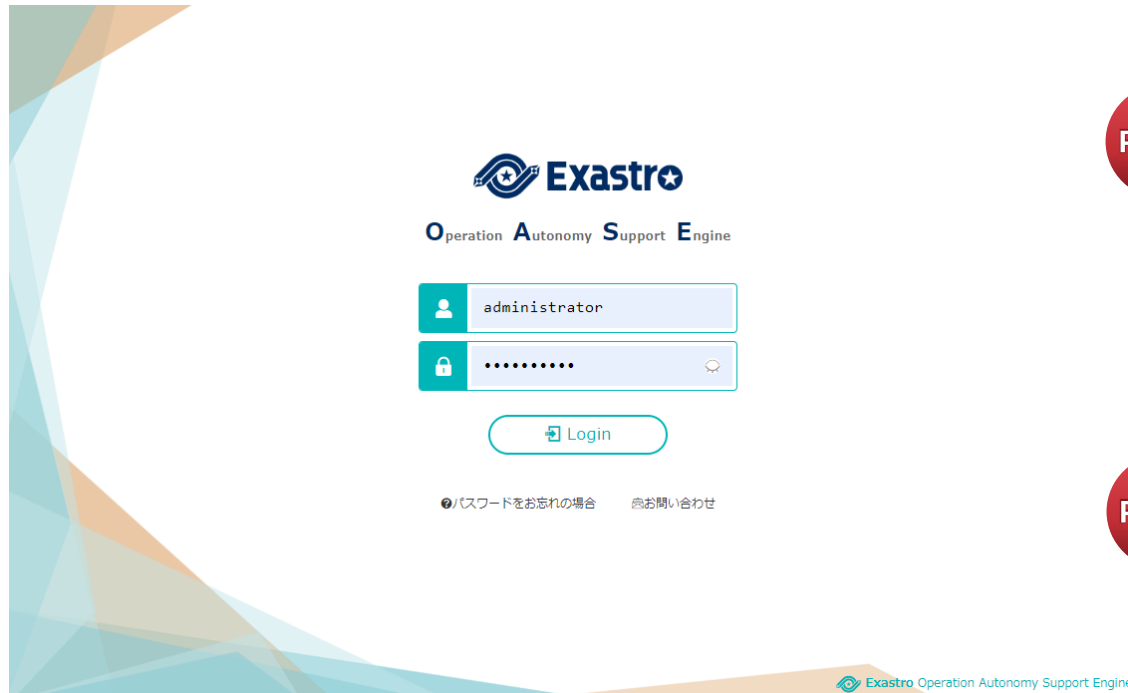 Exastro
Operation Autonomy Support Engine
administrator
••••••••••
Login
パスワードをお忘れの場合 お問い合わせ
Exastro Operation Autonomy Support Engine